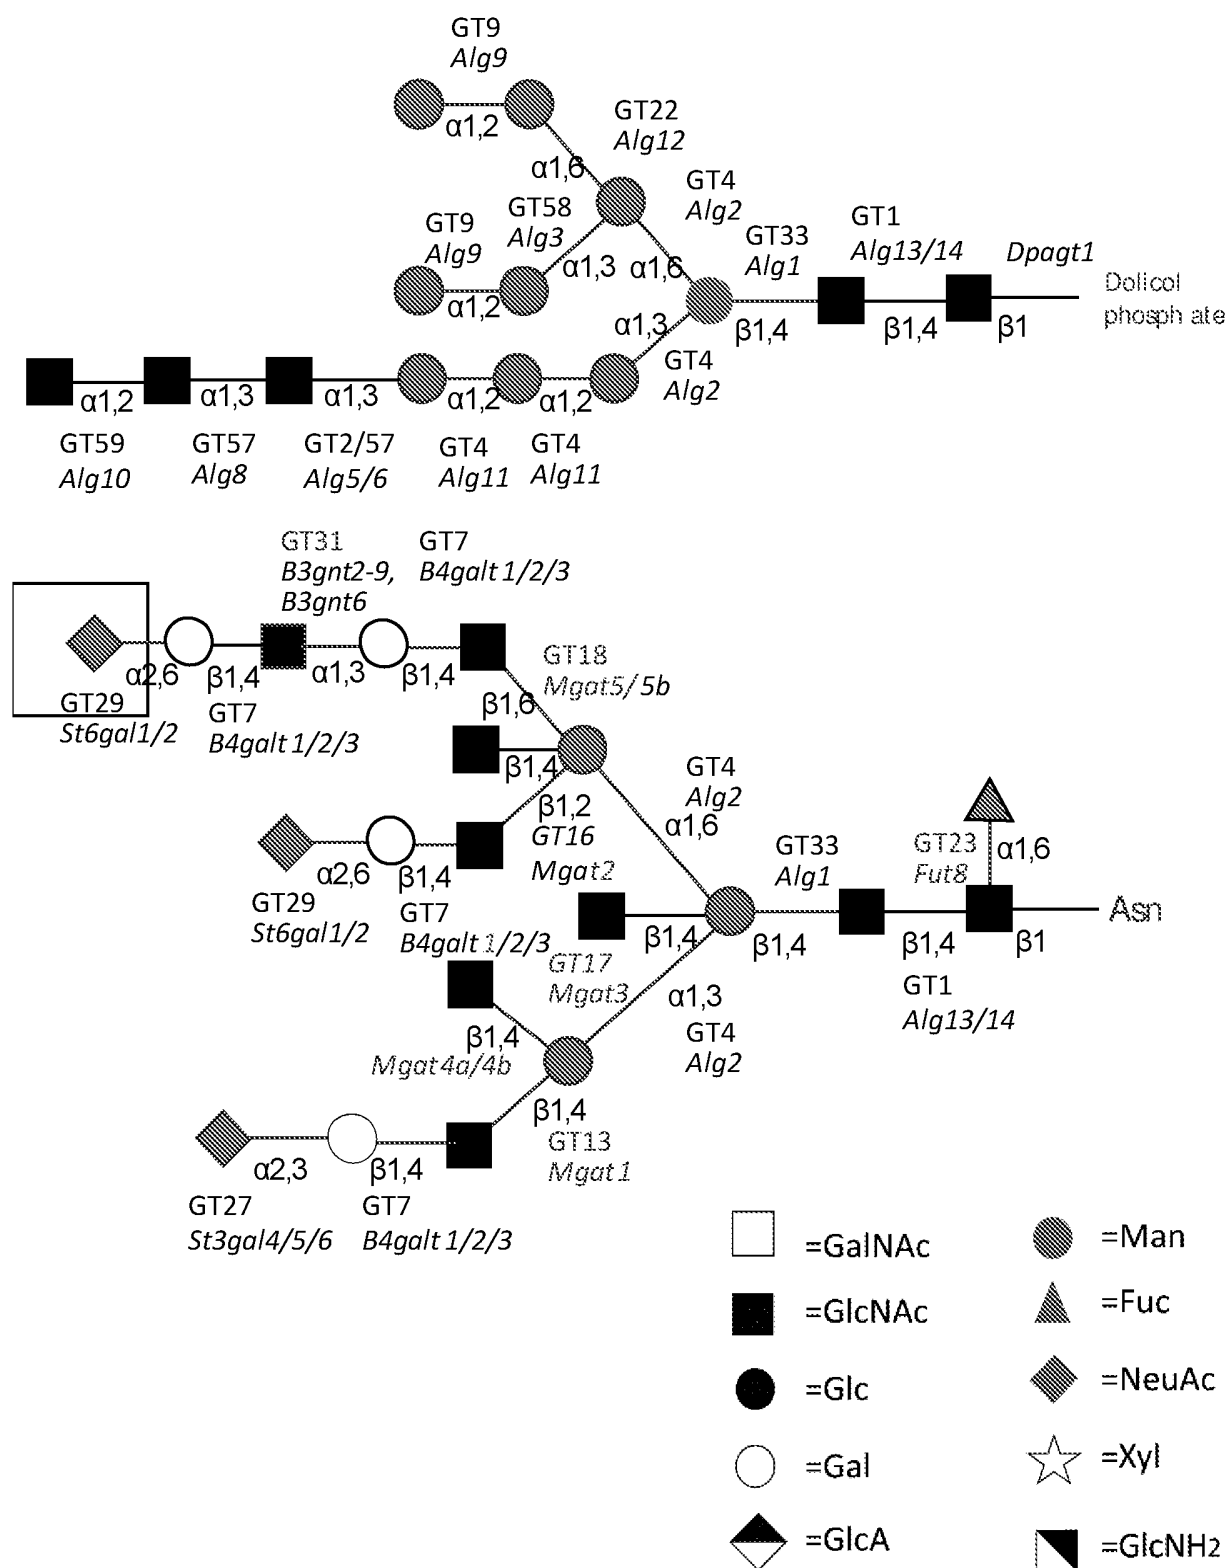 GT9
Alg9
α1,2
GT22
Alg12
α1,6
GT4
Alg2
GT58
Alg3
GT9
Alg9
GT1
Alg13/14
GT33
Alg1
Dpagt1
α1,3
α1,6
α1,2
Dolicol
phosph ate
α1,3
β1,4
β1,4
β1
GT4
Alg2
α1,2
α1,3
α1,3
α1,2
α1,2
GT59
Alg10
GT57
Alg8
GT2/57
Alg5/6
GT4
Alg11
GT4
Alg11
GT31
B3gnt2-9,
B3gnt6
GT7
B4galt1/2/3
α2,6
β1,4
α1,3
β1,4
GT18
Mgat5/5b
GT29
St6gal1/2
GT7
B4galt1/2/3
β1,6
β1,4
β1,2
GT4
Alg2
α1,6
GT16
Mgat2
α2,6
β1,4
GT33
Alg1
GT23
Fut8
α1,6
GT29
St6gal1/2
GT7
B4galt1/2/3
β1,4
β1,4
β1,4
β1
Asn
GT17
Mgat3
α1,3
GT1
Alg13/14
β1,4
Mgat4a/4b
GT4
Alg2
β1,4
GT13
Mgat1
α2,3
β1,4
GT27
St3gal4/5/6
GT7
B4galt1/2/3
=GalNAc
=Man
=GlcNAc
=Fuc
=Glc
=NeuAc
=Gal
=Xyl
=GlcA
=GlcNH2